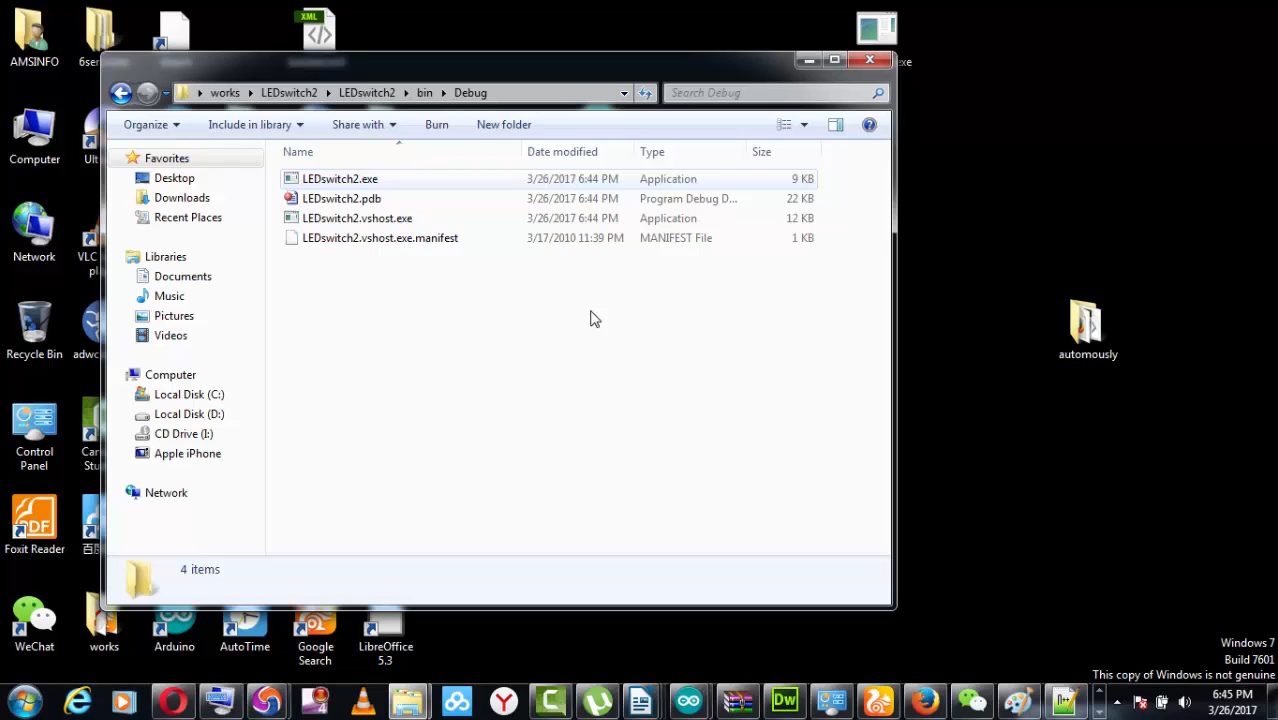 XML
AMSINFO
6ser
exe
works
LEDswitch2
LEDswitch2
bin
Debug
Search Debug
Organize
Include in library
Share with
Burn
New folder
Name
Date modified
Type
Size
LEDswitch2.exe
3/26/2017 6:44 PM
Application
9 KB
LEDswitch2.pdb
3/26/2017 6:44 PM
Program Debug D...
22 KB
LEDswitch2.vshost.exe
3/26/2017 6:44 PM
Application
12 KB
LEDswitch2.vshost.exe.manifest
3/17/2010 11:39 PM
MANIFEST File
1 KB
Favorites
Desktop
Downloads
Recent Places
Libraries
Documents
Music
Pictures
Videos
Computer
Local Disk (C:)
Local Disk (D:)
CD Drive (I:)
Apple iPhone
Network
4 items
Computer
Ult
Network
VLC
pl
Recycle Bin
adwc
Control
Panel
Car
Stu
PDF
Foxit Reader
百
WeChat
works
Arduino
AutoTime
Google
Search
LibreOffice
5.3
automously
Windows 7
Build 7601
This copy of Windows is not genuine
Dw
6:45 PM
3/26/2017